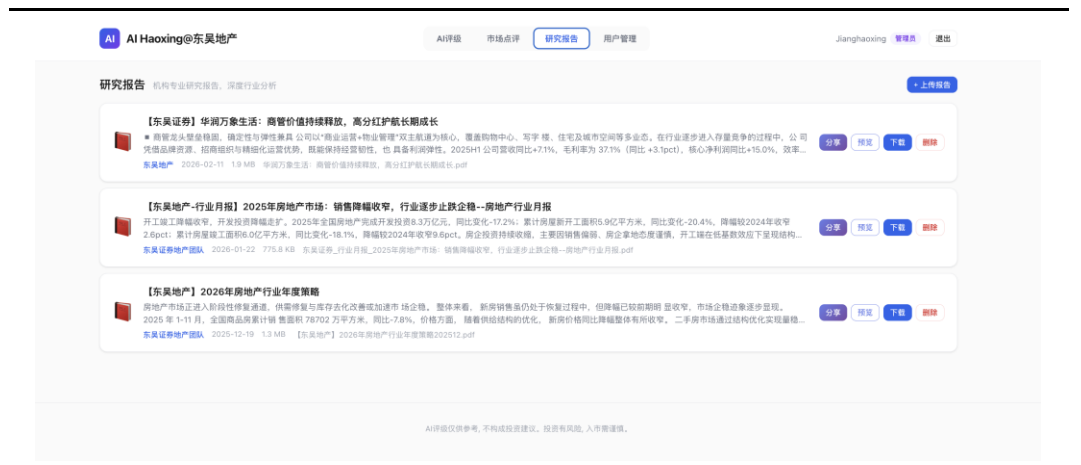 AI AI Haoxing@东吴地产
AI评级 市场点评 研究报告 用户管理
Jianghaoxing 管理员 退出
研究报告 机构专业研究报告，深度行业分析
+ 上传报告
【东吴证券】华润万象生活：商管价值持续释放，高分红护航长期成长
■ 商管龙头壁垒稳固，确定性与弹性兼具 公司以“商业运营+物业管理”双主航道为核心，覆盖购物中心、写字 楼、住宅及城市空间等多业态。在行业逐步进入存量竞争的过程中，公 司
凭借品牌资源、招商组织与精细化运营优势，既能保持经营韧性，也 具备利润弹性。2025H1 公司营收同比+7.1%，毛利率为 37.1%（同比 +3.1pct），核心净利润同比+15.0%，效率...
东吴地产 2026-02-11 1.9 MB 华润万象生活：商管价值持续释放，高分红护航长期成长.pdf
分享 预览 下载 删除
【东吴地产-行业月报】2025年房地产市场：销售降幅收窄，行业逐步止跌企稳--房地产行业月报
开工竣工降幅收窄，开发投资降幅走扩。2025年全国房地产完成开发投资8.3万亿元，同比变化-17.2%；累计房屋新开工面积5.9亿平方米，同比变化-20.4%，降幅较2024年收窄
2.6pct；累计房屋竣工面积6.0亿平方米，同比变化-18.1%，降幅较2024年收窄9.6pct。房企投资持续收缩，主要因销售偏弱、房企拿地态度谨慎，开工端在低基数效应下呈现结构...
东吴证券地产团队 2026-01-22 775.8 KB 东吴证券_行业月报_2025年房地产市场：销售降幅收窄，行业逐步止跌企稳--房地产行业月报.pdf
分享 预览 下载 删除
【东吴地产】2026年房地产行业年度策略
房地产市场正进入阶段性修复通道，供需修复与库存去化改善或加速市 场企稳。 整体来看， 新房销售虽仍处于恢复过程中，但降幅已较前期明 显收窄，市场企稳迹象逐步显现。
2025 年 1-11 月，全国商品房累计销 售面积 78702 万平方米，同比-7.8%，价格方面， 随着供给结构的优化， 新房价格同比降幅整体有所收窄。 二手房市场通过结构优化实现量稳...
东吴证券地产团队 2025-12-19 1.3 MB 【东吴地产】2026年房地产行业年度策略202512.pdf
分享 预览 下载 删除
AI评级仅供参考，不构成投资建议。投资有风险，入市需谨慎。